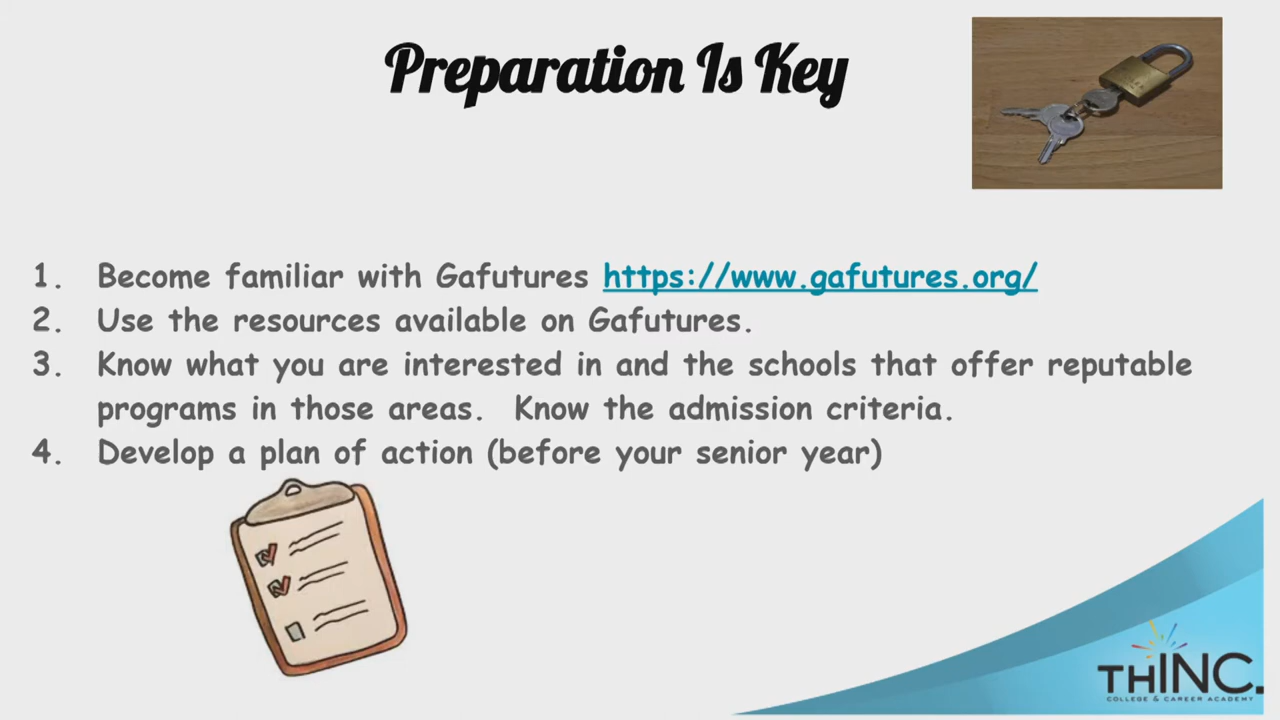 Preparation Is Key
1. Become familiar with Gafutures https://www.gafutures.org/
2. Use the resources available on Gafutures.
3. Know what you are interested in and the schools that offer reputable
programs in those areas.  Know the admission criteria.
4. Develop a plan of action (before your senior year)
THINC.
COLLEGE & CAREER ACADEMY